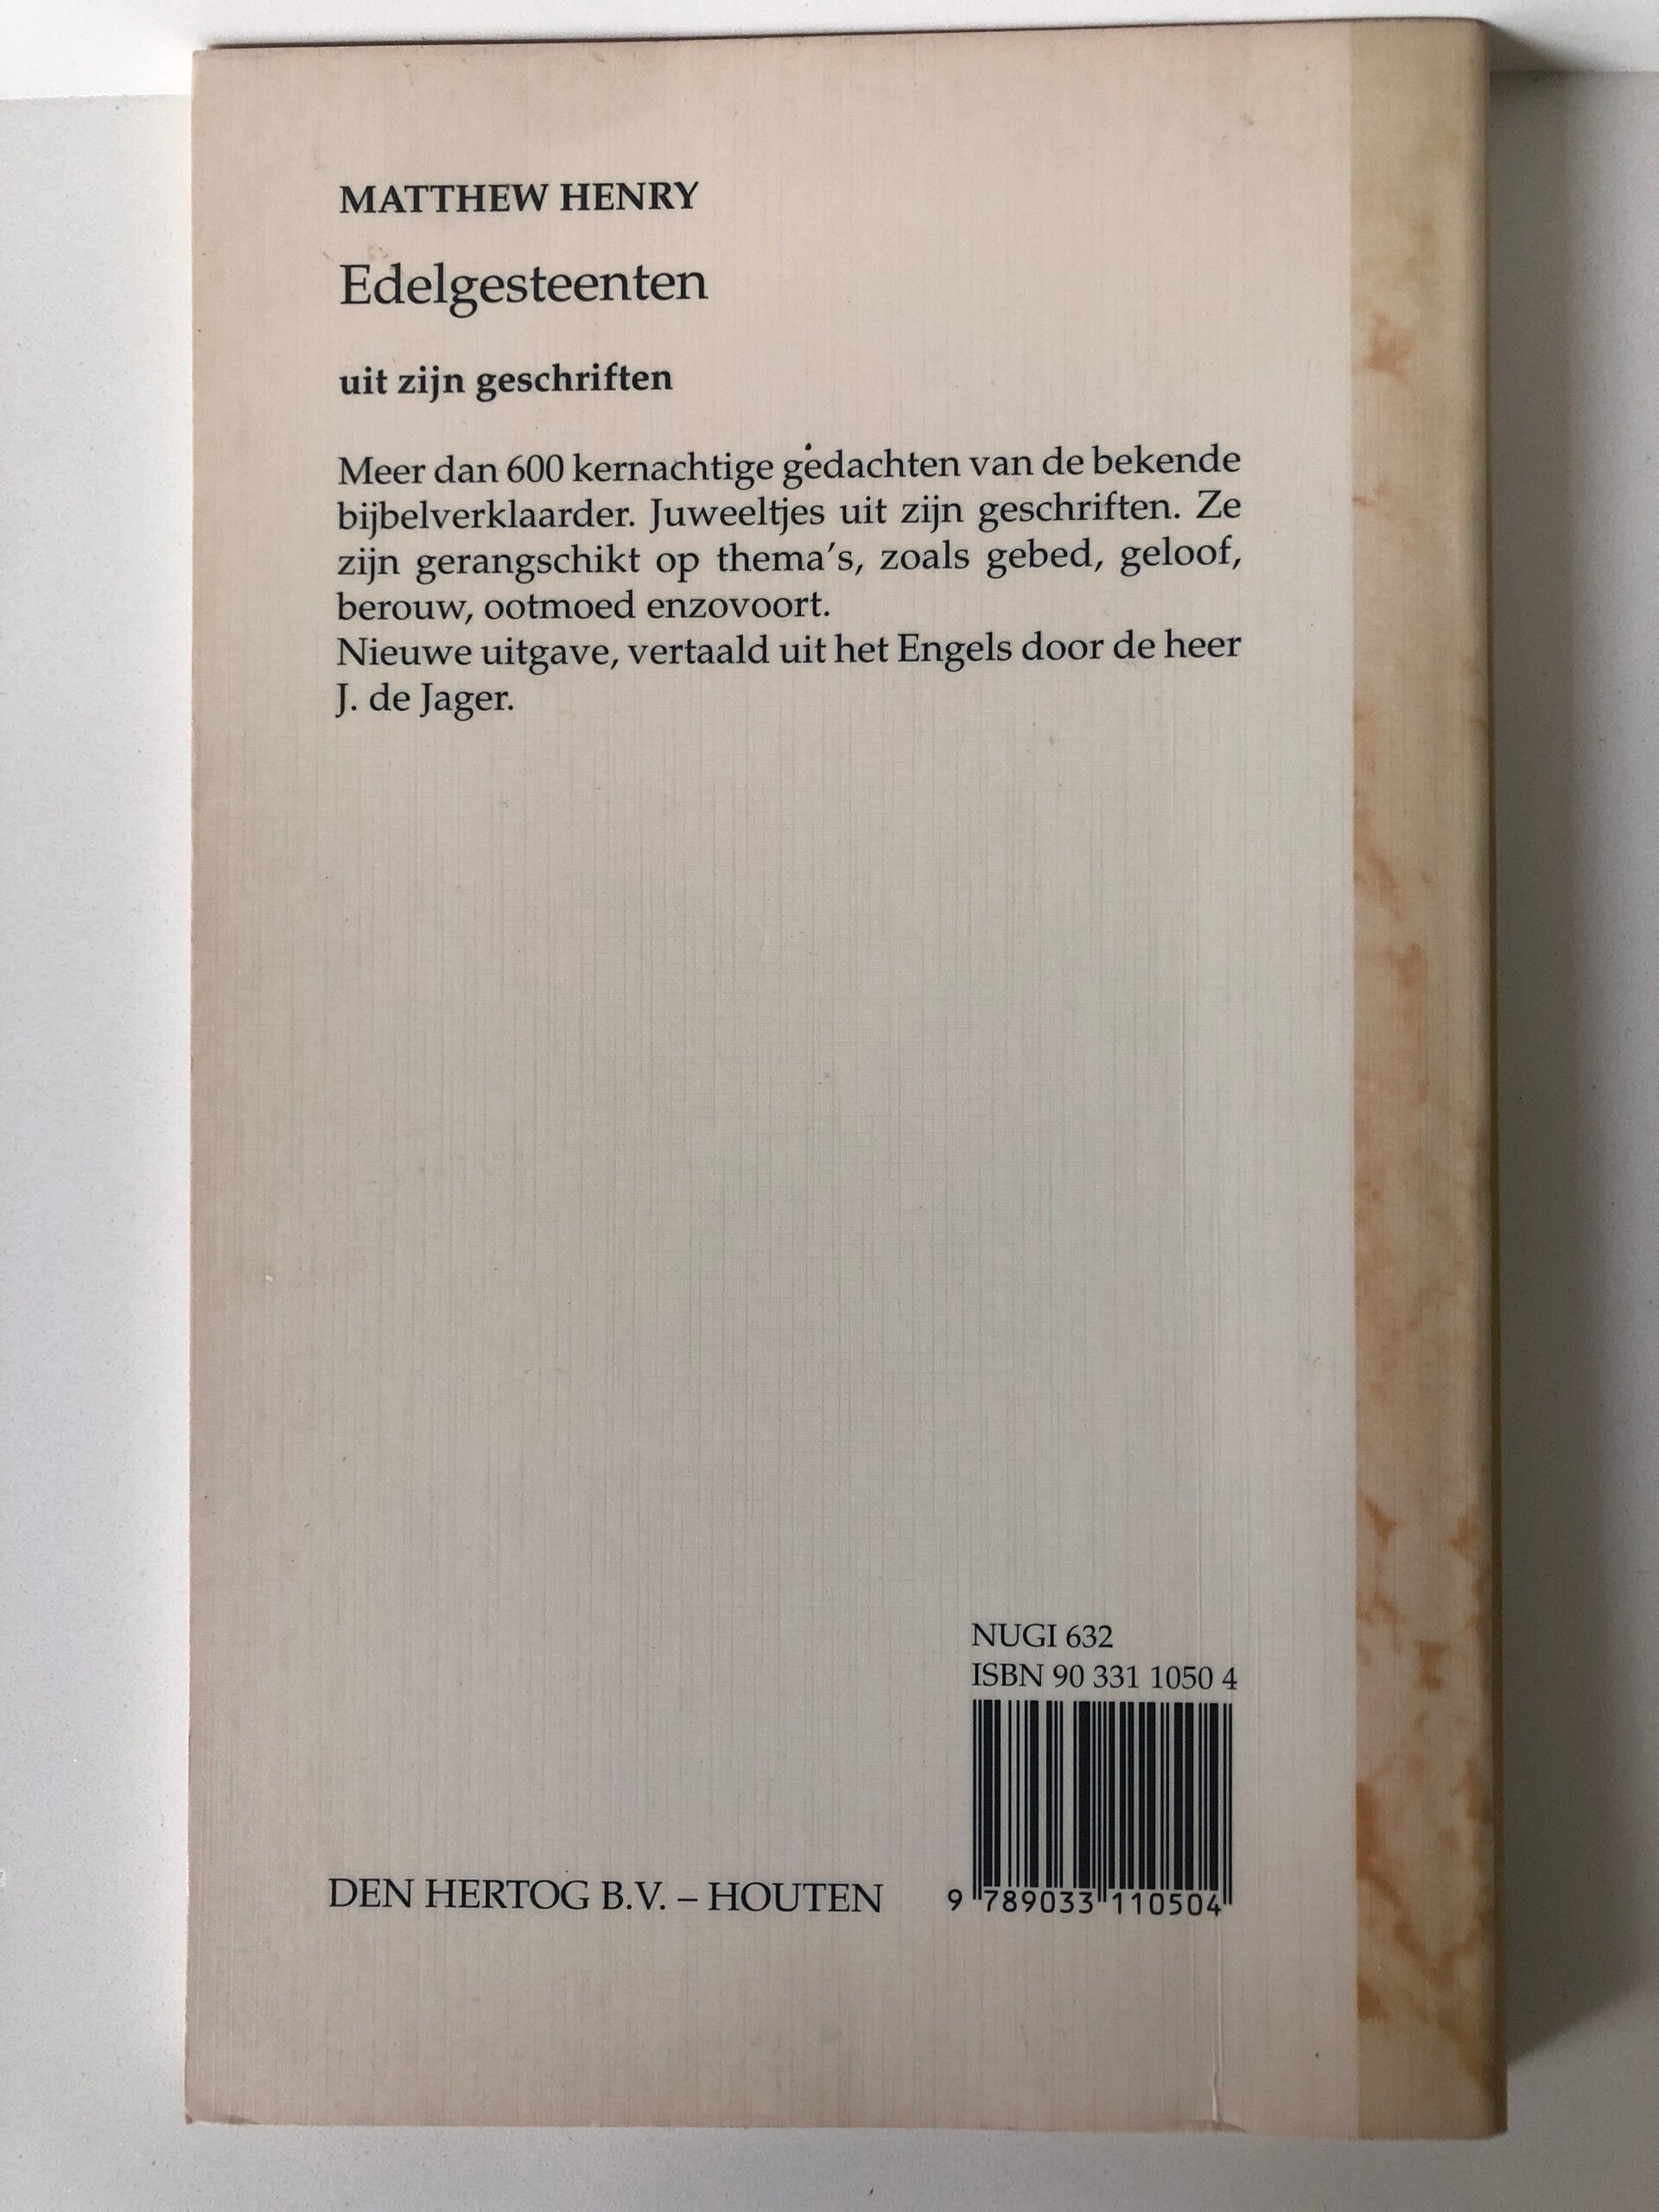 MATTHEW HENRY
Edelgesteenten
uit zijn geschriften
Meer dan 600 kernachtige gedachten van de bekende
bijbelverklaarder. Juweeltjes uit zijn geschriften. Ze
zijn gerangschikt op thema's, zoals gebed, geloof,
berouw, ootmoed enzovoort.
Nieuwe uitgave, vertaald uit het Engels door de heer
J. de Jager.
NUGI 632
ISBN 90 331 1050 4
DEN HERTOG B.V. – HOUTEN
9 789033 110504